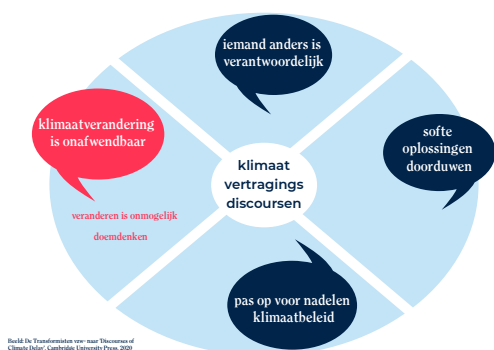 iemand anders is
verantwoordelijk
klimaatverandering
is onafwendbaar
softe
oplossingen
doorduwen
klimaat
vertragings
discoursen
veranderen is onmogelijk
doemdenken
pas op voor nadelen
klimaatbeleid
Beeld: De Transformisten vzw- naar 'Discourses of
Climate Delay', Cambridge University Press, 2020